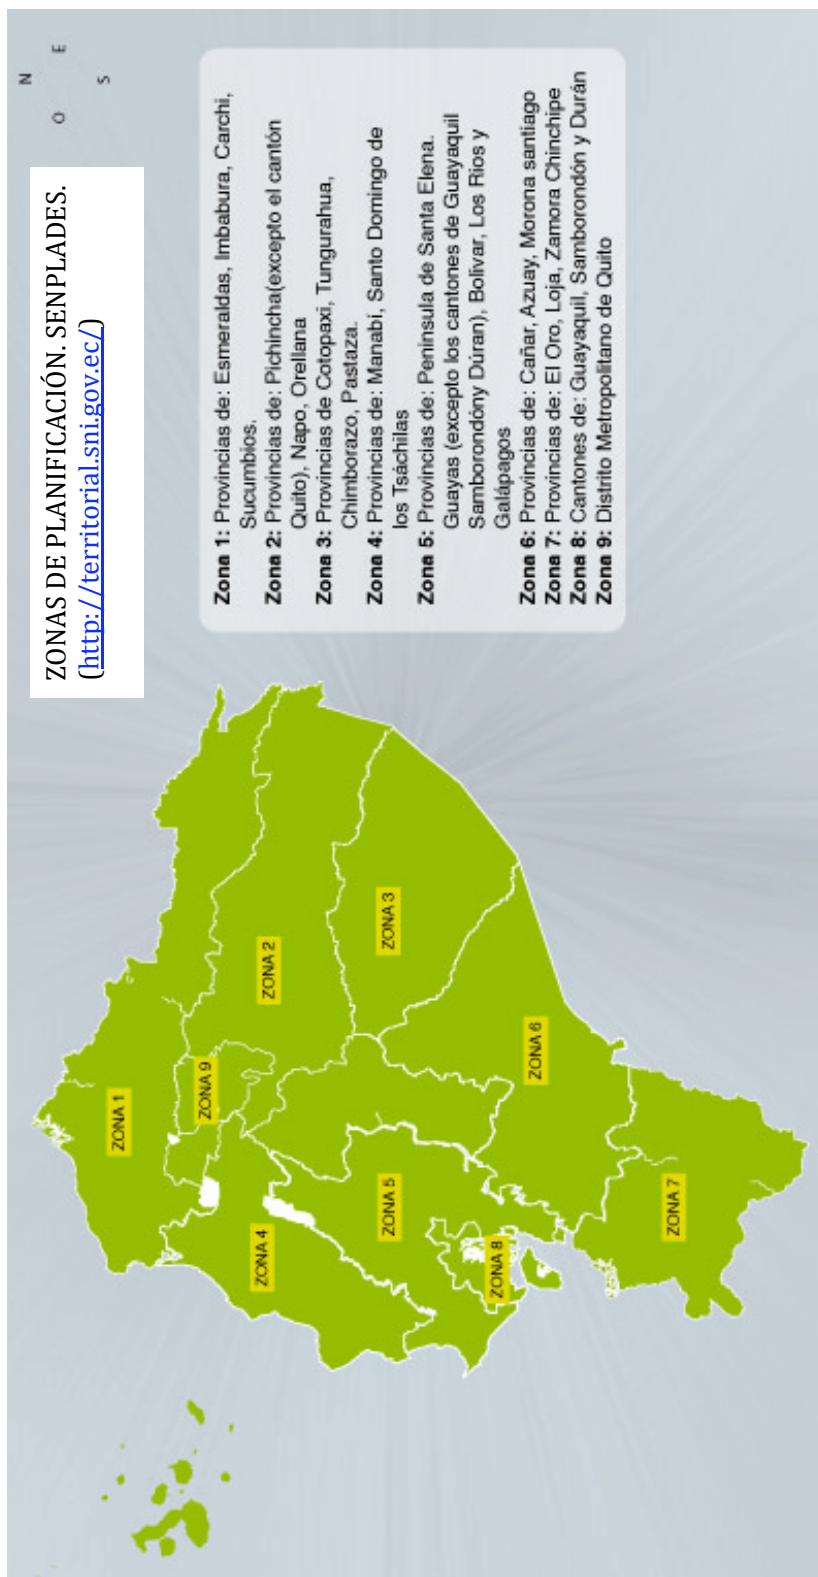 N
O
E
S
ZONAS DE PLANIFICACIÓN. SENPLADES.
(http://territorial.sni.gov.ec/)
Zona 1: Provincias de: Esmeraldas, Imbabura, Carchi,
Sucumbios,
Zona 2: Provincias de: Pichincha(excepto el cantón
Quito), Napo, Orellana
Zona 3: Provincias de Cotopaxi, Tungurahua,
Chimborazo, Pastaza.
Zona 4: Provincias de: Manabí, Santo Domingo de
los Tsáchilas
Zona 5: Provincias de: Peninsula de Santa Elena.
Guayas (excepto los cantones de Guayaquil
Samborondóny Dúran), Bolivar, Los Rios y
Galápagos
Zona 6: Provincias de: Cañar, Azuay, Morona santiago
Zona 7: Provincias de: El Oro, Loja, Zamora Chinchipe
Zona 8: Cantones de: Guayaquil, Samborondón y Durán
Zona 9: Distrito Metropolitano de Quito
ZONA 1
ZONA 9
ZONA 2
ZONA 4
ZONA 3
ZONA 5
ZONA 8
ZONA 6
ZONA 7